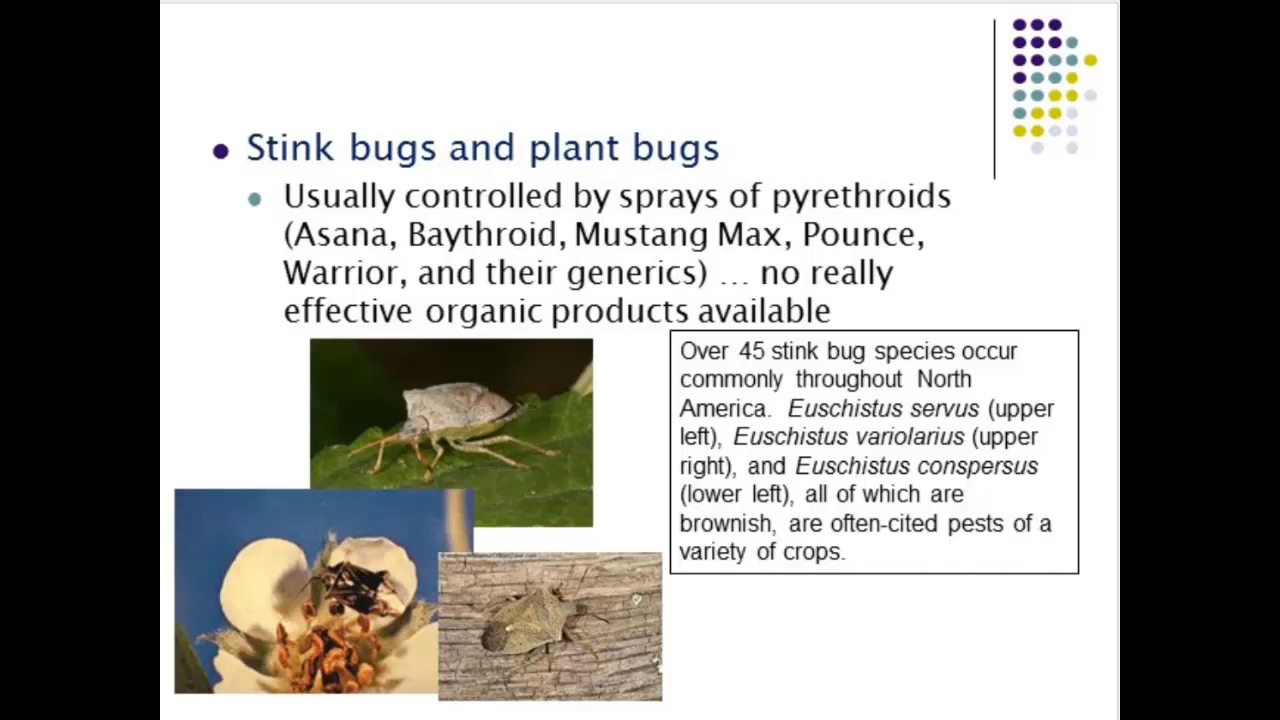 Stink bugs and plant bugs
Usually controlled by sprays of pyrethroids
(Asana, Baythroid, Mustang Max, Pounce,
Warrior, and their generics) … no really
effective organic products available
Over 45 stink bug species occur
commonly throughout North
America. Euschistus servus (upper
left), Euschistus variolarius (upper
right), and Euschistus conspersus
(lower left), all of which are
brownish, are often-cited pests of a
variety of crops.